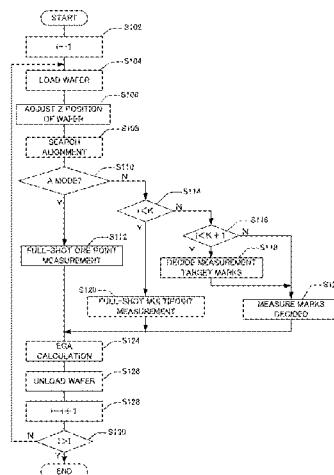 START
S102
i←1
S104
LOAD WAFER
S106
ADJUST Z POSITION
OF WAFER
S108
SEARCH
ALIGNMENT
S110
A MODE?
N
Y
S114
i<K
N
Y
S116
i<K+1
N
Y
S112
FULL-SHOT ONE POINT
MEASUREMENT
S118
DECIDE MEASUREMENT
TARGET MARKS
S120
FULL-SHOT MULTIPOINT
MEASUREMENT
MEASURE MARKS
DECIDED
S124
EGA
CALCULATION
S126
UNLOAD WAFER
S128
i←i+1
N
i>I
Y
END